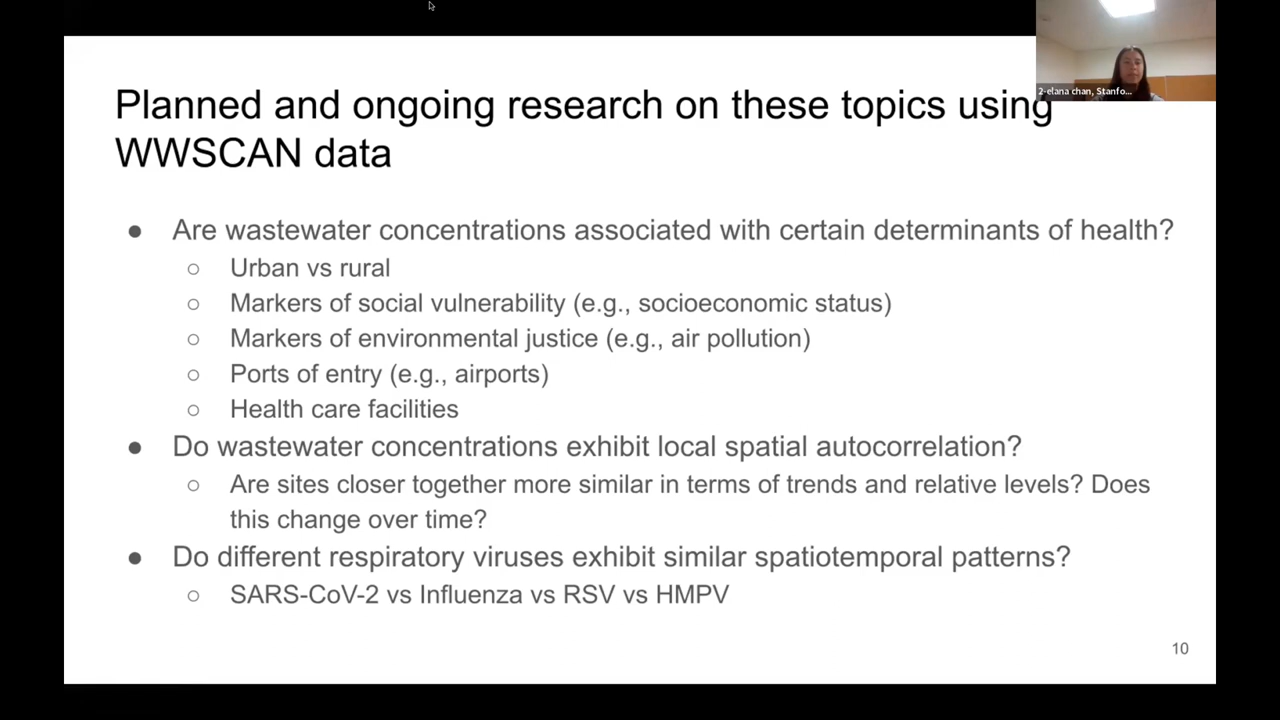 2-elana chan, Stanfo...
Planned and ongoing research on these topics using
WWSCAN data
● Are wastewater concentrations associated with certain determinants of health?
○ Urban vs rural
○ Markers of social vulnerability (e.g., socioeconomic status)
○ Markers of environmental justice (e.g., air pollution)
○ Ports of entry (e.g., airports)
○ Health care facilities
● Do wastewater concentrations exhibit local spatial autocorrelation?
○ Are sites closer together more similar in terms of trends and relative levels? Does
this change over time?
● Do different respiratory viruses exhibit similar spatiotemporal patterns?
○ SARS-CoV-2 vs Influenza vs RSV vs HMPV
10